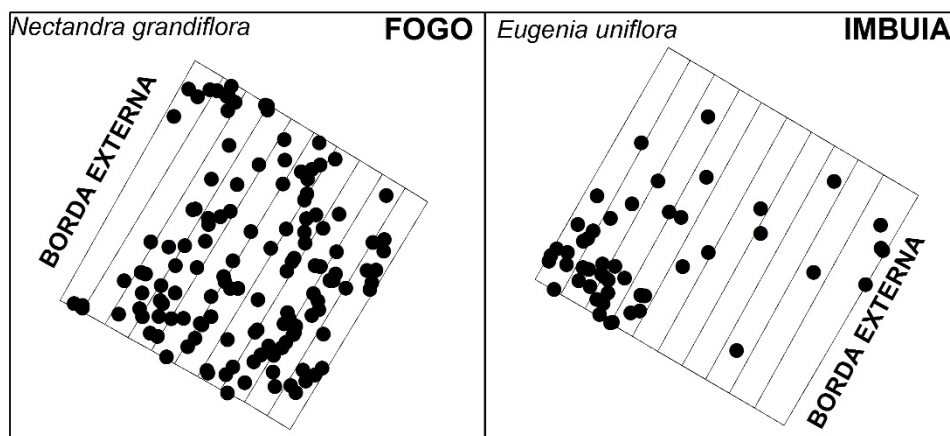 Nectandra grandiflora FOGO
BORDA EXTERNA
Eugenia uniflora IMBUIA
BORDA EXTERNA